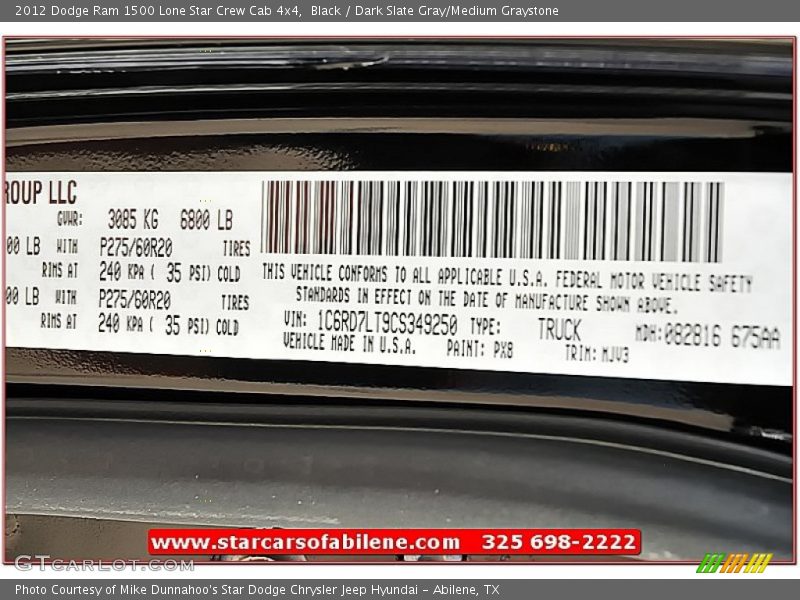 2012 Dodge Ram 1500 Lone Star Crew Cab 4x4, Black / Dark Slate Gray/Medium Graystone
ROUP LLC
GVWR: 3085 KG 6800 LB
00 LB WITH P275/60R20 TIRES
RIMS AT 240 KPA ( 35 PSI) COLD
00 LB WITH P275/60R20 TIRES
RIMS AT 240 KPA ( 35 PSI) COLD
THIS VEHICLE CONFORMS TO ALL APPLICABLE U.S.A. FEDERAL MOTOR VEHICLE SAFETY
STANDARDS IN EFFECT ON THE DATE OF MANUFACTURE SHOWN ABOVE.
VIN: 1C6RD7LT9CS349250 TYPE: TRUCK MDH:082816 675AA
VEHICLE MADE IN U.S.A. PAINT: PX8 TRIM: MJV3
www.starcarsofabilene.com 325 698-2222
GTcarlot.com
Photo Courtesy of Mike Dunnahoo's Star Dodge Chrysler Jeep Hyundai - Abilene, TX